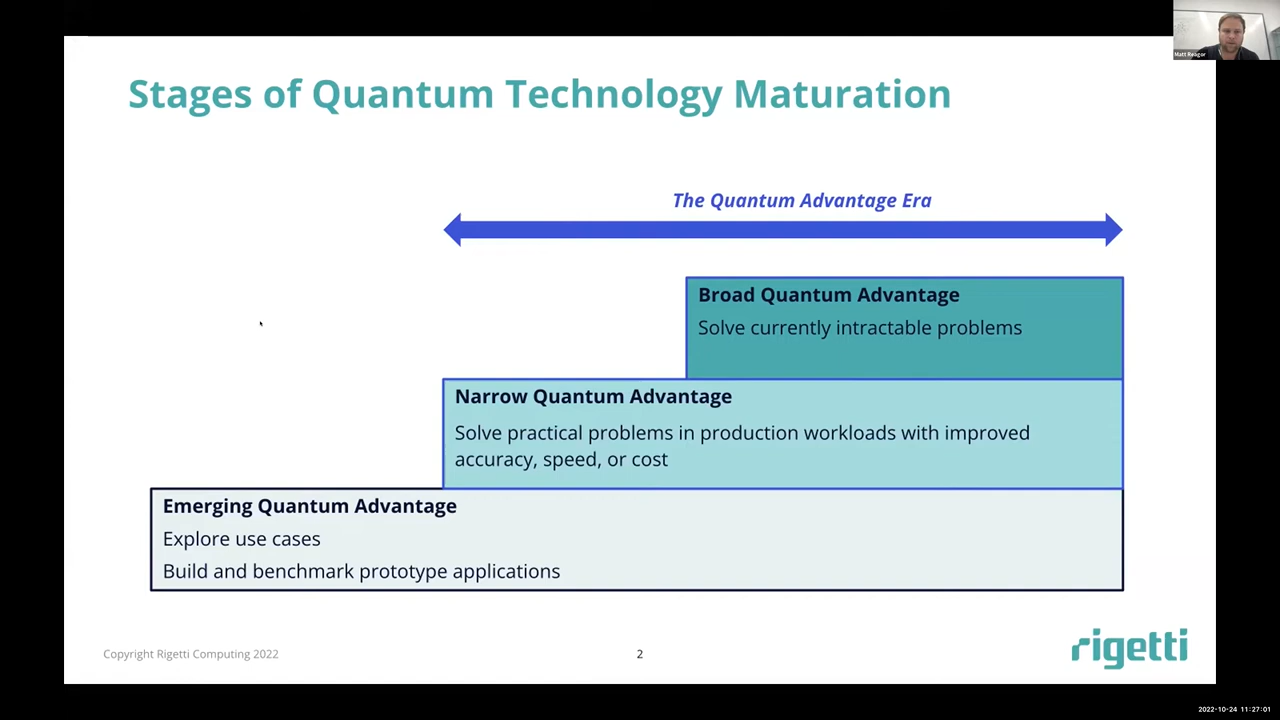 Matt Reagor
Stages of Quantum Technology Maturation
The Quantum Advantage Era
Broad Quantum Advantage
Solve currently intractable problems
Narrow Quantum Advantage
Solve practical problems in production workloads with improved
accuracy, speed, or cost
Emerging Quantum Advantage
Explore use cases
Build and benchmark prototype applications
Copyright Rigetti Computing 2022
2
rigetti
2022-10-24 11:27:01